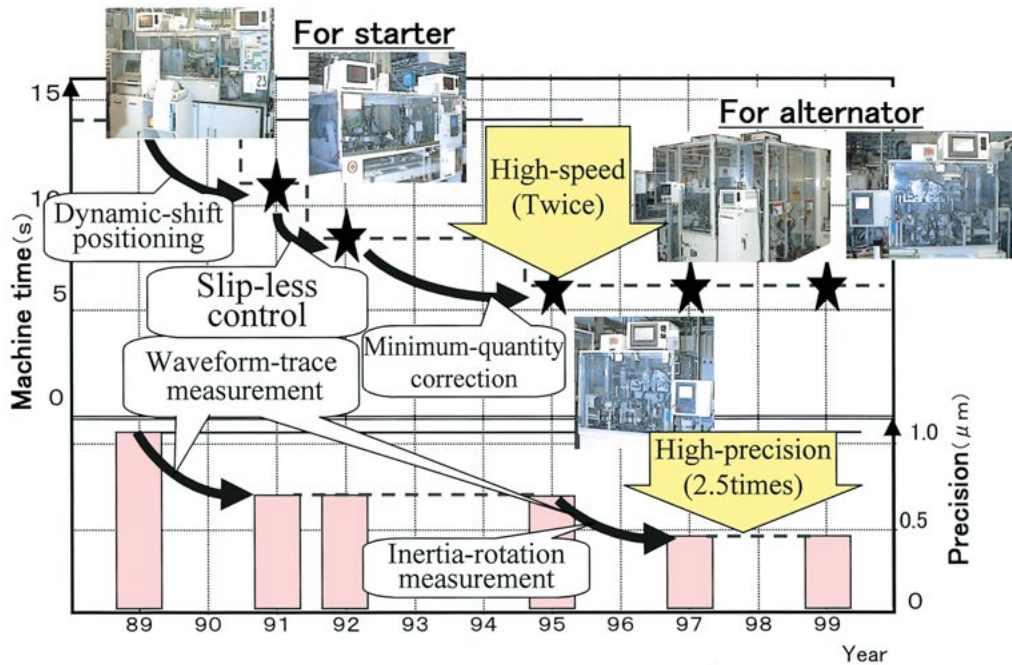 For starter
For alternator
15
10
5
0
Machine time(s)
23
High-speed
(Twice)
Dynamic-shift
positioning
Slip-less
control
Waveform-trace
measurement
Minimum-quantity
correction
High-precision
(2.5times)
Inertia-rotation
measurement
1.0
0.5
0
Precision(μm)
89
90
91
92
93
94
95
96
97
98
99
Year